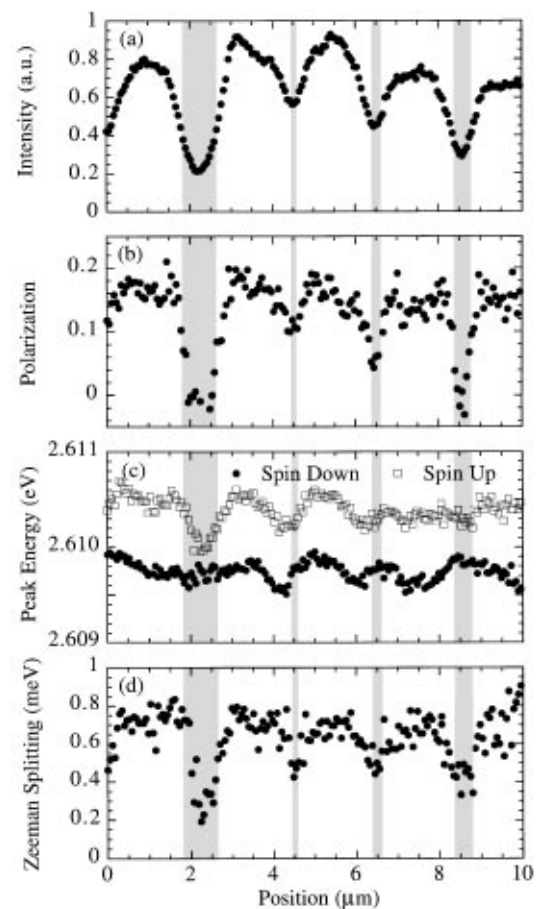 1
(a)
0.8
0.6
0.4
0.2
0
Intensity (a.u.)
(b)
0.2
0.1
0
Polarization
2.611
(c)
Spin Down
Spin Up
2.610
2.609
Peak Energy (eV)
1
(d)
0.8
0.6
0.4
0.2
0
Zeeman Splitting (meV)
0 2 4 6 8 10
Position (μm)